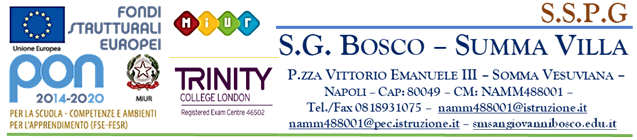 FONDI
STRUTTURALI
EUROPEI
Unione Europea
pon
2014-2020
MIUR
PER LA SCUOLA - COMPETENZE E AMBIENTI
PER L'APPRENDIMENTO (FSE-FESR)
MIUR
TRINITY
COLLEGE LONDON
Registered Exam Centre 46502
S.S.P.G
S.G. BOSCO – SUMMA VILLA
P.ZZA VITTORIO EMANUELE III – SOMMA VESUVIANA –
NAPOLI – CAP: 80049 – CM: NAMM488001 –
Tel./Fax 0818931075 – namm488001@istruzione.it
namm488001@pec.istruzione.it – smsangiovannibosco.edu.it